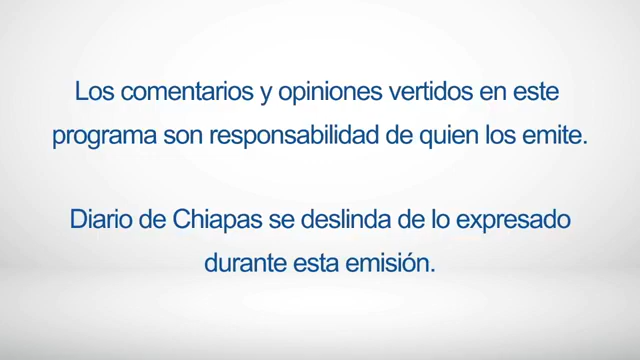 Los comentarios y opiniones vertidos en este
programa son responsabilidad de quien los emite.
Diario de Chiapas se deslinda de lo expresado
durante esta emisión.